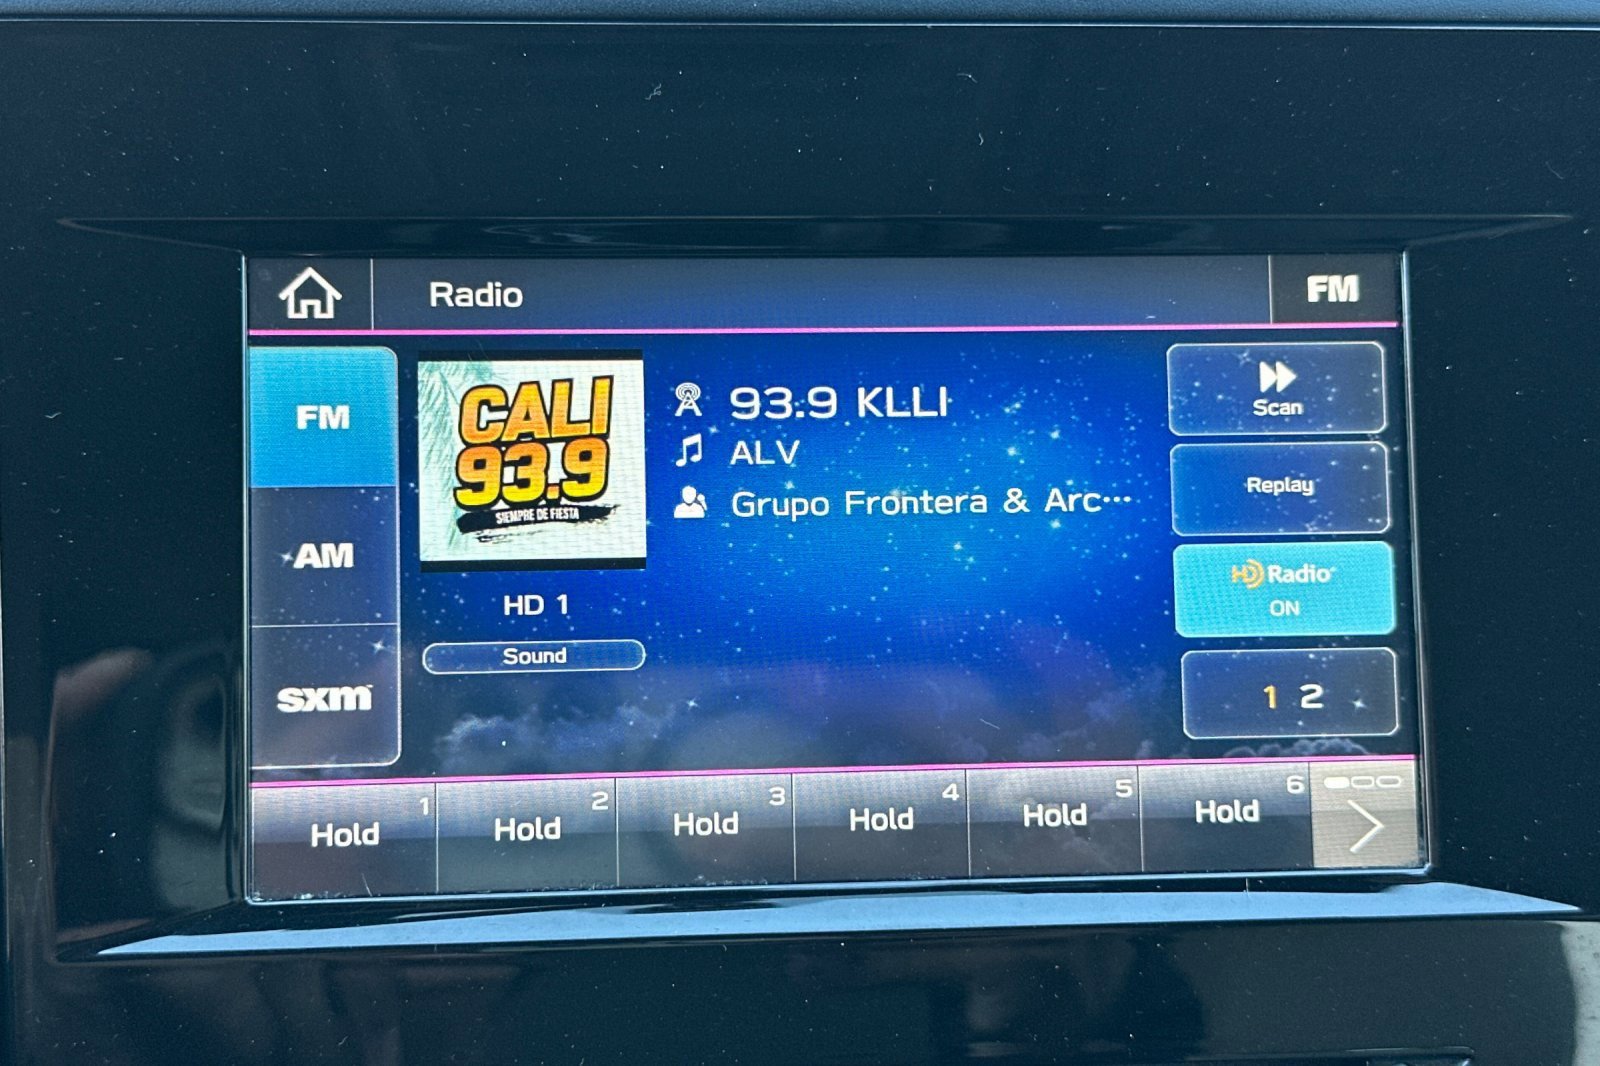 Radio
FM
FM
AM
sxm
CALI
93.9
SIEMPRE DE FIESTA
HD 1
Sound
93.9 KLLI
ALV
Grupo Frontera & Arc···
Scan
Replay
HD Radio
ON
1 2
1
Hold
2
Hold
3
Hold
4
Hold
5
Hold
6
Hold